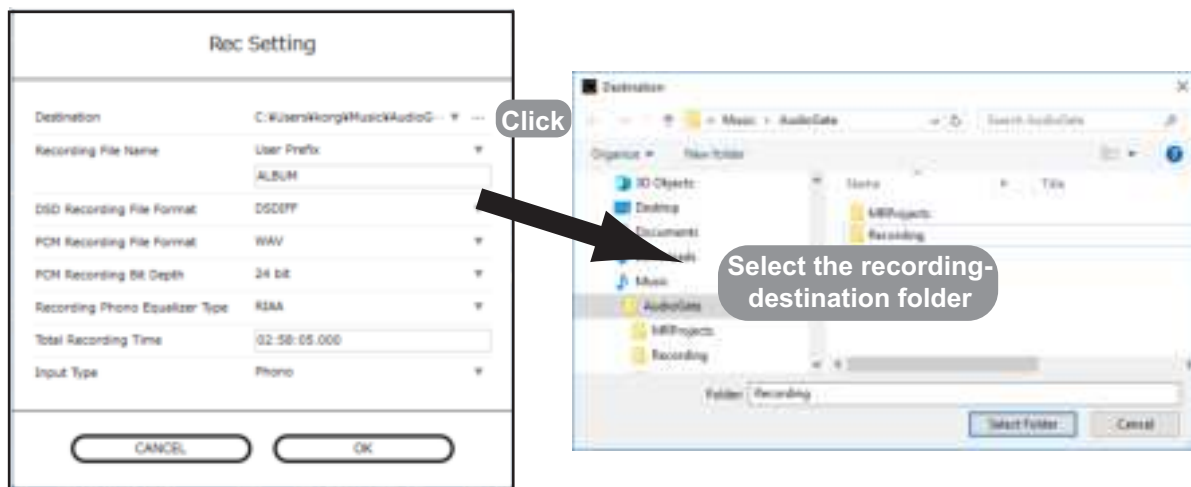 Rec Setting
Destination C:¥Users¥korg¥Music¥AudioG··· ▼ ···
Recording File Name User Prefix ▼
ALBUM
DSD Recording File Format DSDIFF
PCM Recording File Format WAV ▼
PCM Recording Bit Depth 24 bit ▼
Recording Phono Equalizer Type RIAA ▼
Total Recording Time 02:58:05.000
Input Type Phono ▼
CANCEL OK
Click
Destination
Music › AudioGate Search AudioGate
Organize New folder
3D Objects
Desktop
Documents
Downloads
Music
AudioGate
MRProjects
Recording
Name Title
MRProjects
Recording
Select the recording-
destination folder
Folder: Recording
Select Folder Cancel